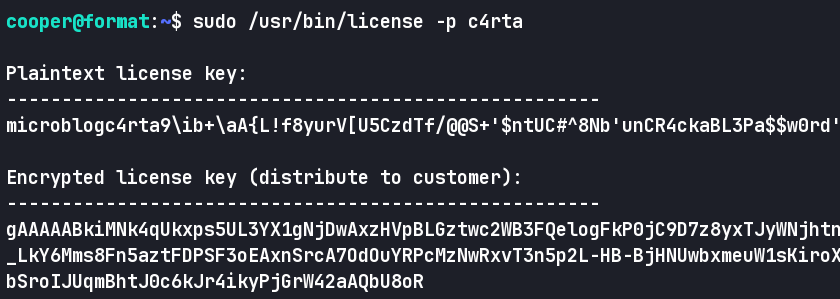 cooper@format:~$ sudo /usr/bin/license -p c4rta
Plaintext license key:
------------------------------------------------------
microblogc4rta9\ib+\aA{L!f8yurV[U5CzdTf/@@S+'$ntUC#^8Nb'unCR4ckaBL3Pa$$w0rd'
Encrypted license key (distribute to customer):
------------------------------------------------------
gAAAAABkiMNk4qUkxps5UL3YX1gNjDwAxzHVpBLGztwc2WB3FQelogFkP0jC9D7z8yxTJyWNjhtn
_LkY6Mms8Fn5aztFDPSF3oEAxnSrcA7OdOuYRPcMzNwRxvT3n5p2L-HB-BjHNUwbxmeuW1sKiroX
bSroIJUqmBhtJ0c6kJr4ikyPjGrW42aAQbU8oR